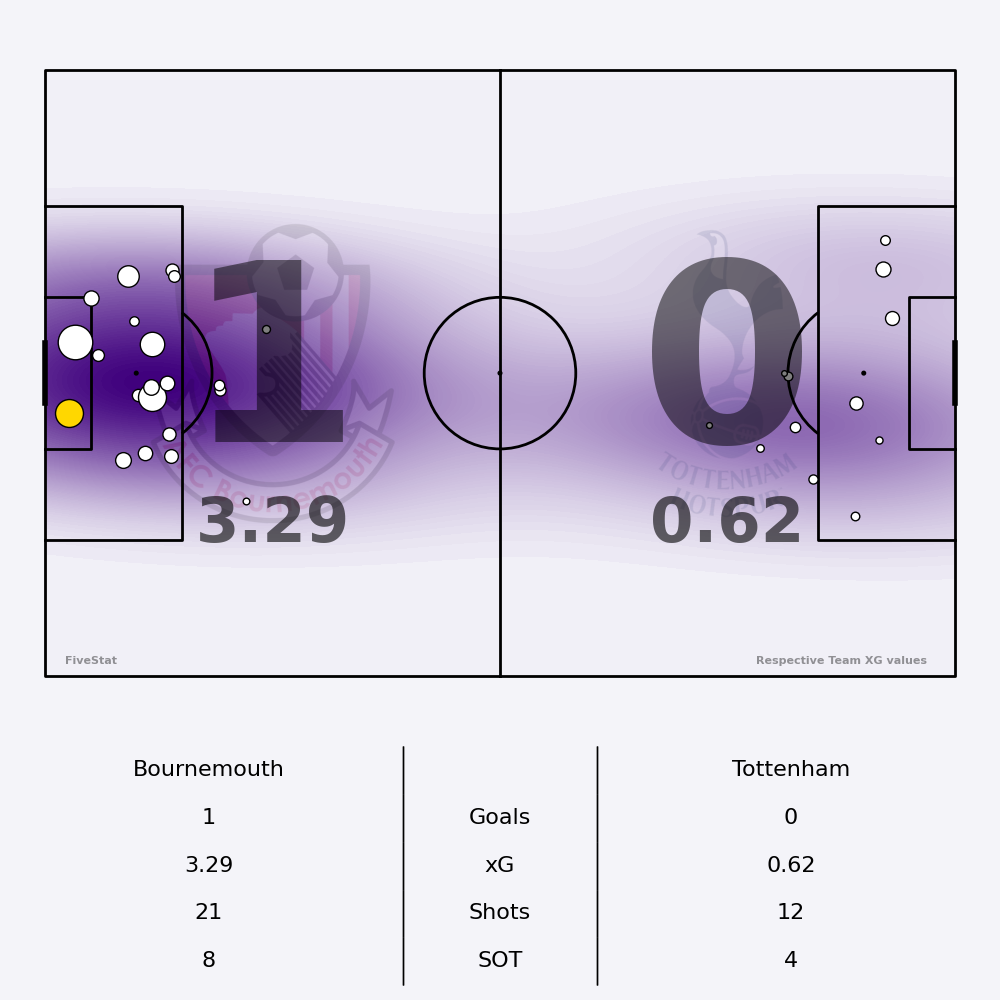 1 0
AFC Bournemouth
TOTTENHAM
HOTSPUR
3.29 0.62
FiveStat Respective Team XG values
Bournemouth Tottenham
1 Goals 0
3.29 xG 0.62
21 Shots 12
8 SOT 4